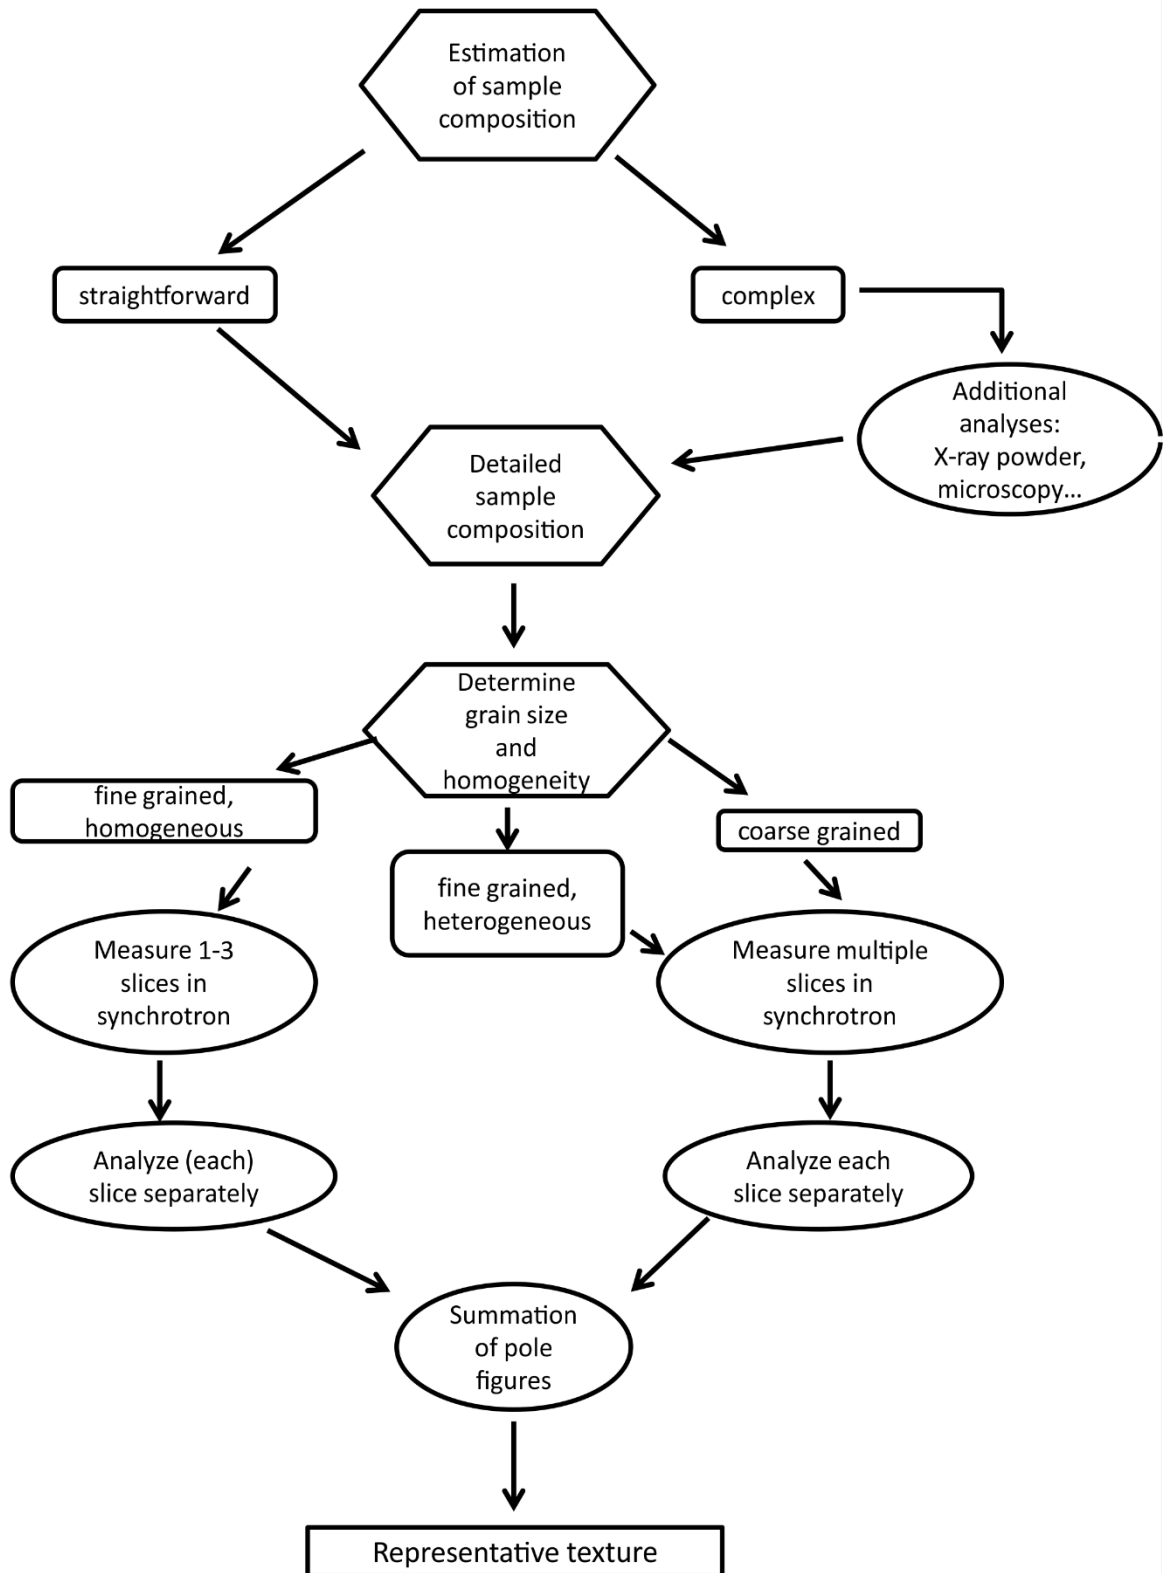 Estimation
of sample
composition
straightforward
complex
Additional
analyses:
X-ray powder,
microscopy...
Detailed
sample
composition
Determine
grain size
and
homogeneity
fine grained,
homogeneous
coarse grained
fine grained,
heterogeneous
Measure 1-3
slices in
synchrotron
Measure multiple
slices in
synchrotron
Analyze (each)
slice separately
Analyze each
slice separately
Summation
of pole
figures
Representative texture